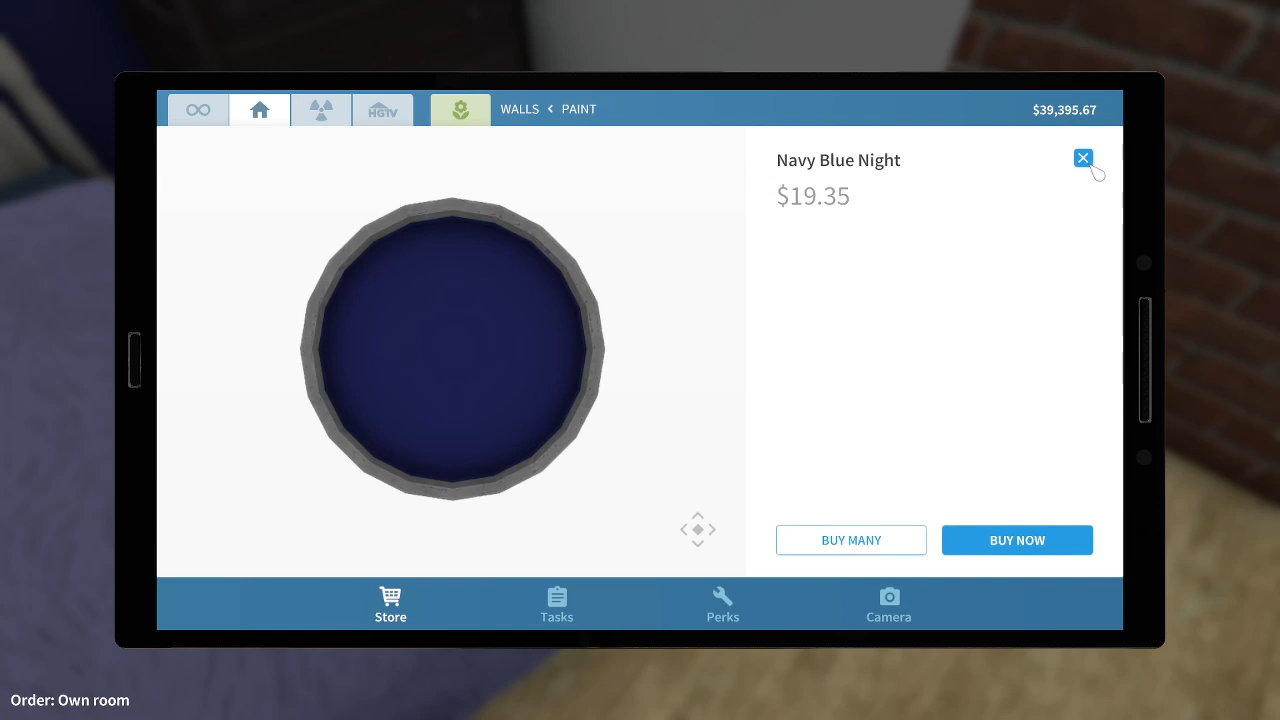 HGTV
WALLS < PAINT
$39,395.67
Navy Blue Night
$19.35
BUY MANY
BUY NOW
Store
Tasks
Perks
Camera
Order: Own room